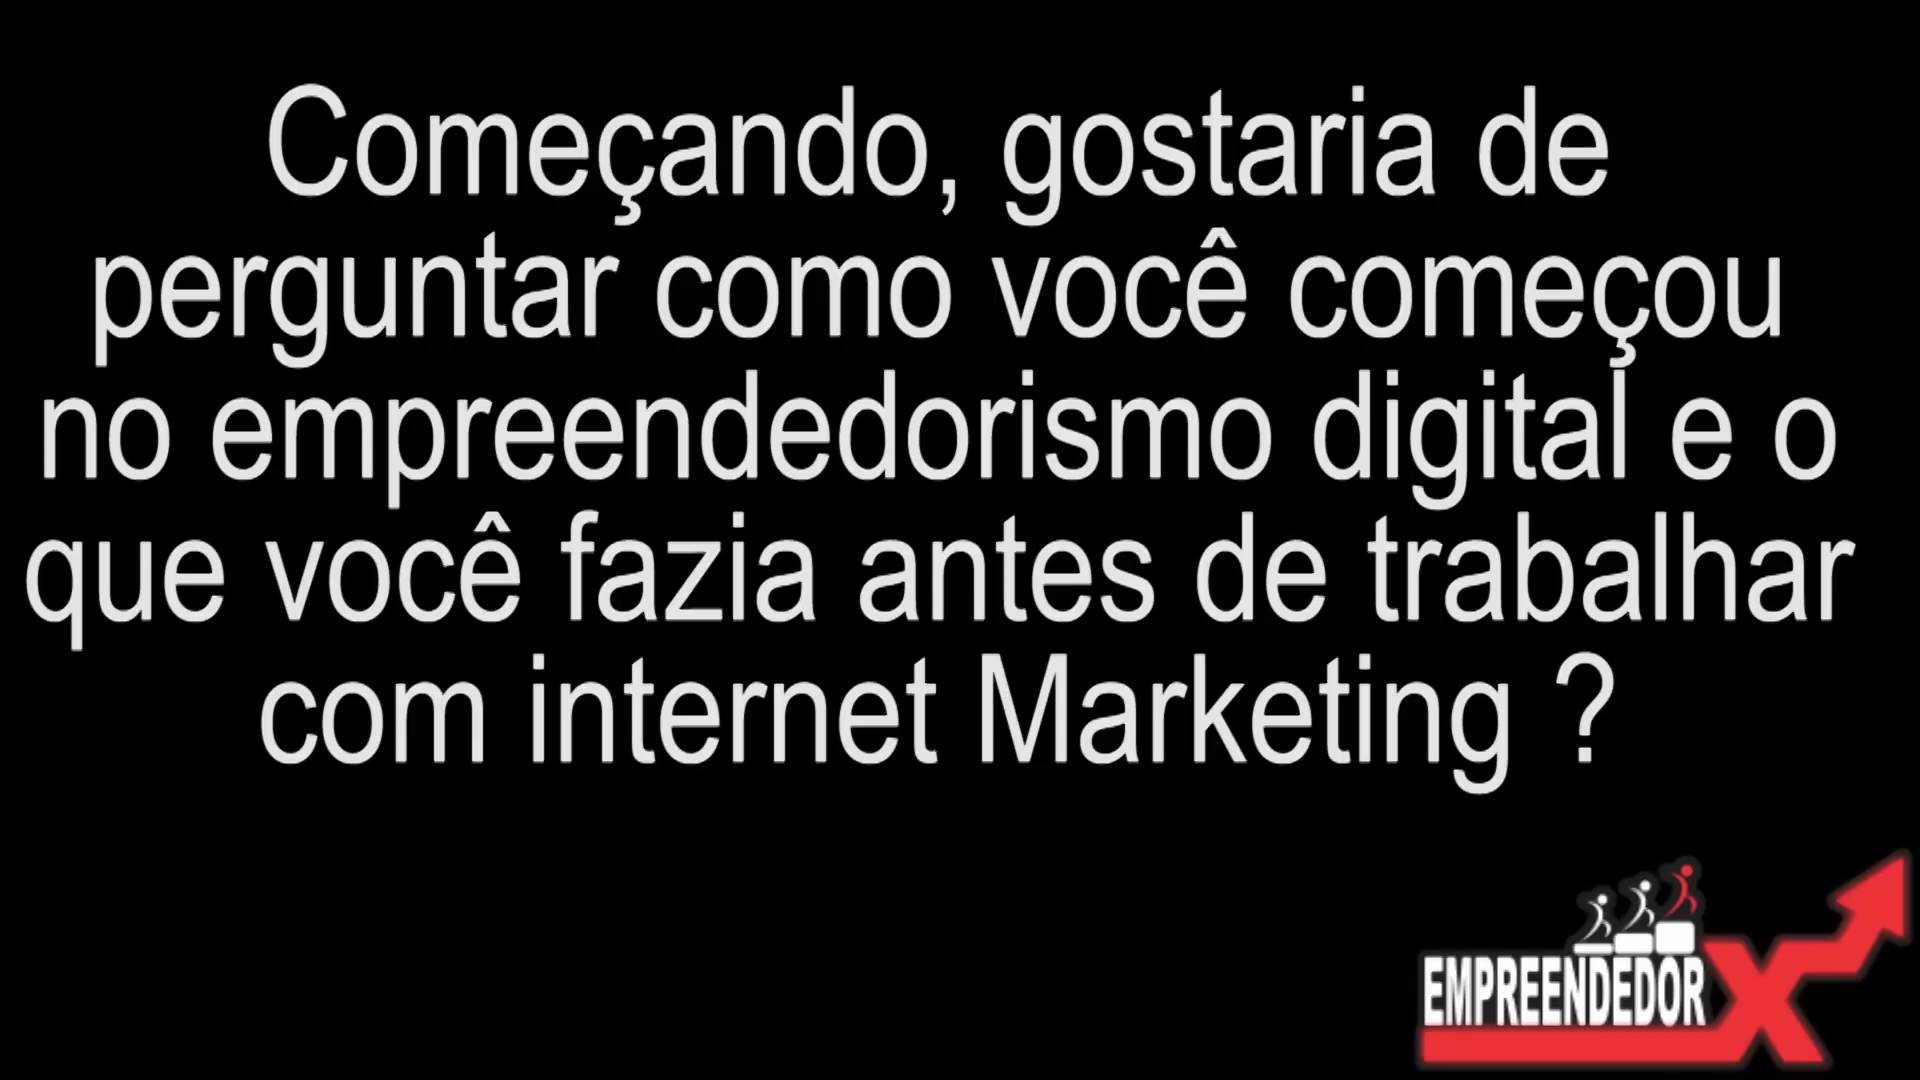 Começando, gostaria de
perguntar como você começou
no empreendedorismo digital e o
que você fazia antes de trabalhar
com internet Marketing ?
EMPREENDEDOR X